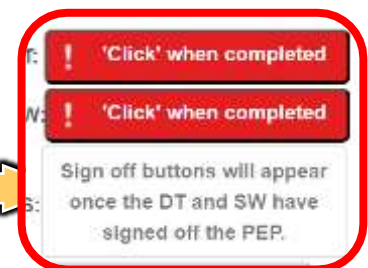 T: ! 'Click' when completed
W: ! 'Click' when completed
Sign off buttons will appear
S: once the DT and SW have
signed off the PEP.